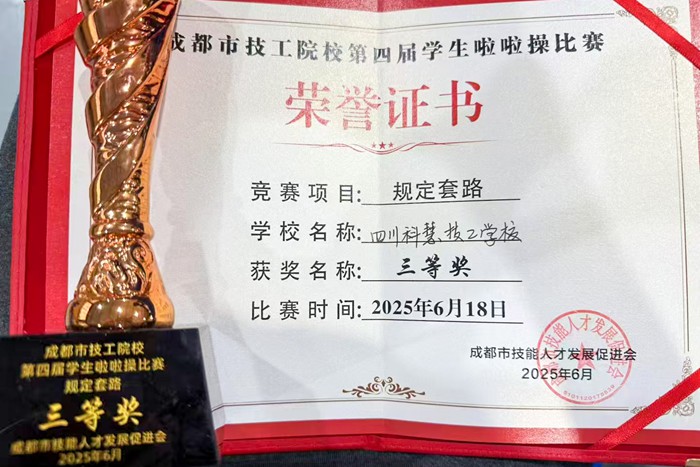 成都市技工院校第四届学生啦啦操比赛
荣誉证书
竞赛项目: 规定套路
学校名称: 四川科慧技工学校
获奖名称: 三等奖
比赛时间: 2025年6月18日
成都市技能人才发展促进会
2025年6月
成都市技工院校
第四届学生啦啦操比赛
规定套路
三等奖
成都市技能人才发展促进会
2025年6月